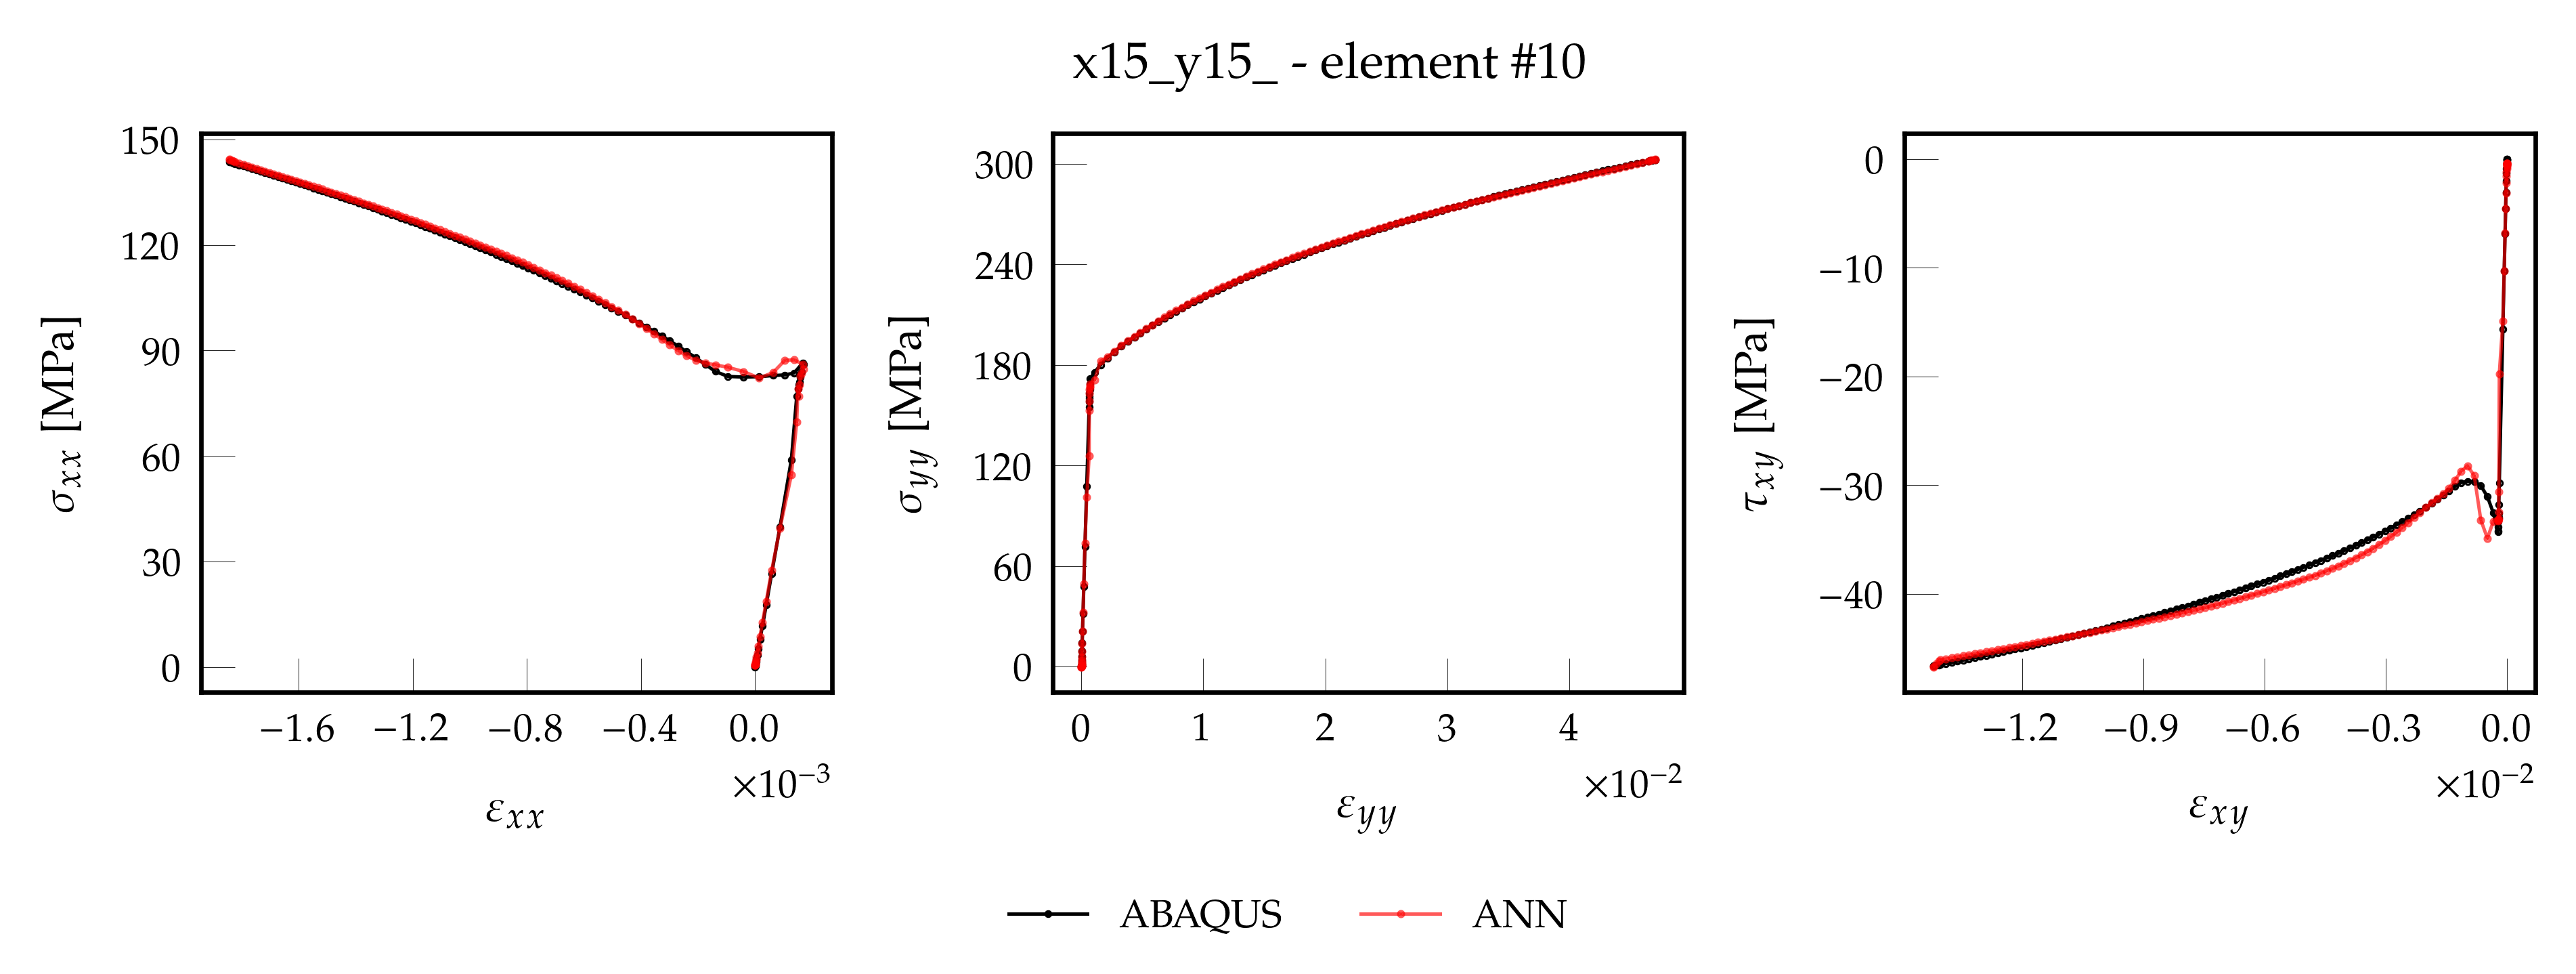 x15_y15_ - element #10
150
120
90
60
30
0
σxx [MPa]
−1.6 −1.2 −0.8 −0.4 0.0
×10−3
εxx
300
240
180
120
60
0
σyy [MPa]
0 1 2 3 4
×10−2
εyy
0
−10
−20
−30
−40
τxy [MPa]
−1.2 −0.9 −0.6 −0.3 0.0
×10−2
εxy
ABAQUS ANN